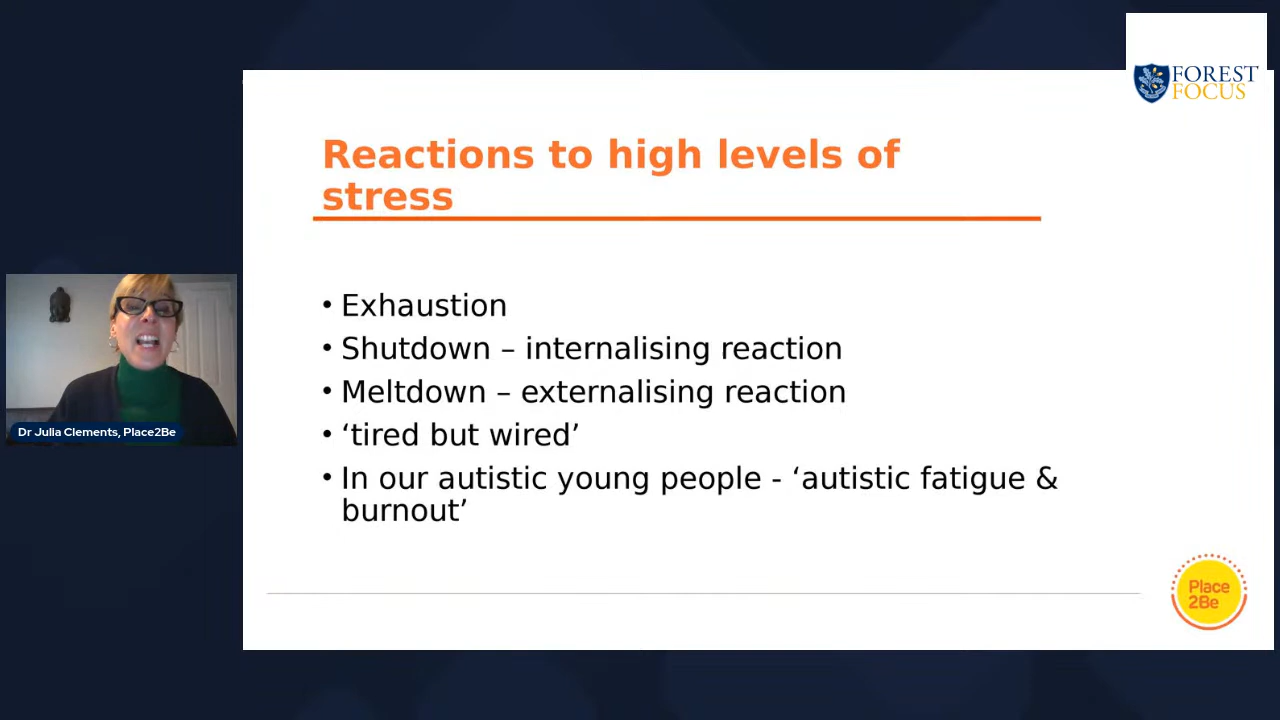 FOREST
FOCUS
Reactions to high levels of
stress
• Exhaustion
• Shutdown – internalising reaction
• Meltdown – externalising reaction
• ‘tired but wired’
• In our autistic young people - ‘autistic fatigue &
burnout’
Dr Julia Clements, Place2Be
Place
2Be